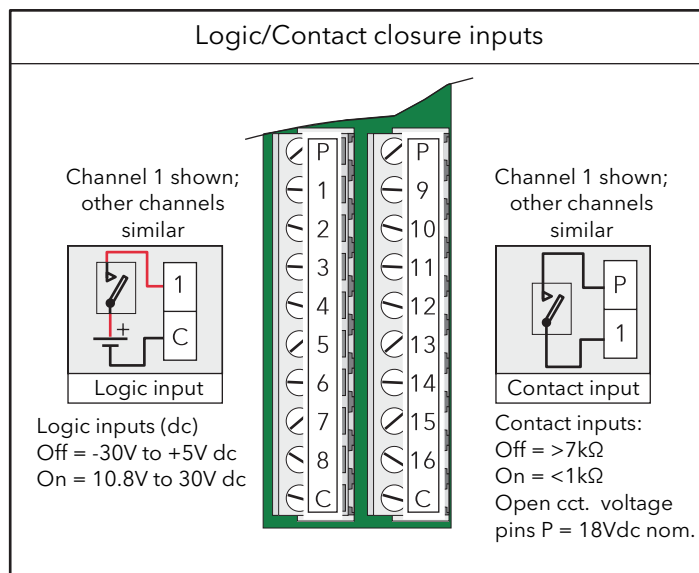 Logic/Contact closure inputs
Channel 1 shown;
other channels
similar
1
C
+
Logic input
Logic inputs (dc)
Off = -30V to +5V dc
On = 10.8V to 30V dc
P
1
2
3
4
5
6
7
8
C
P
9
10
11
12
13
14
15
16
C
Channel 1 shown;
other channels
similar
P
1
Contact input
Contact inputs:
Off = >7kΩ
On = <1kΩ
Open cct. voltage
pins P = 18Vdc nom.